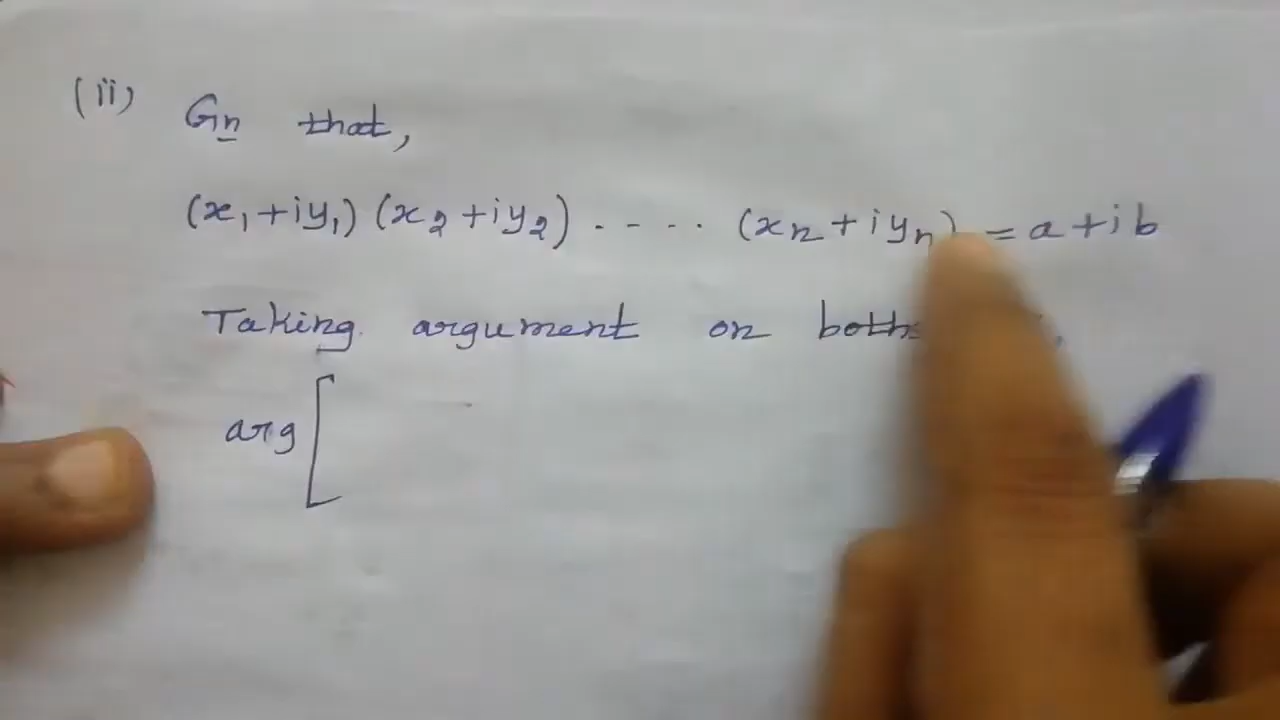 (ii) Gn that,
(x₁+iy₁) (x₂+iy₂) ----- (xₙ+iyₙ) = a+ib
Taking argument on both
arg [